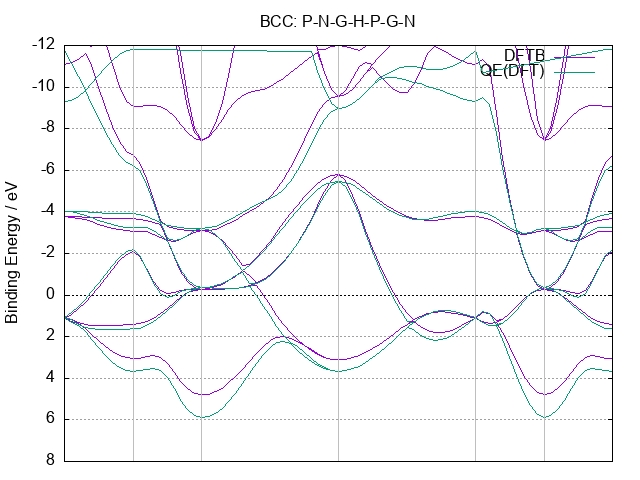 BCC: P-N-G-H-P-G-N
DFTB
QE(DFT)
Binding Energy / eV
-12
-10
-8
-6
-4
-2
0
2
4
6
8